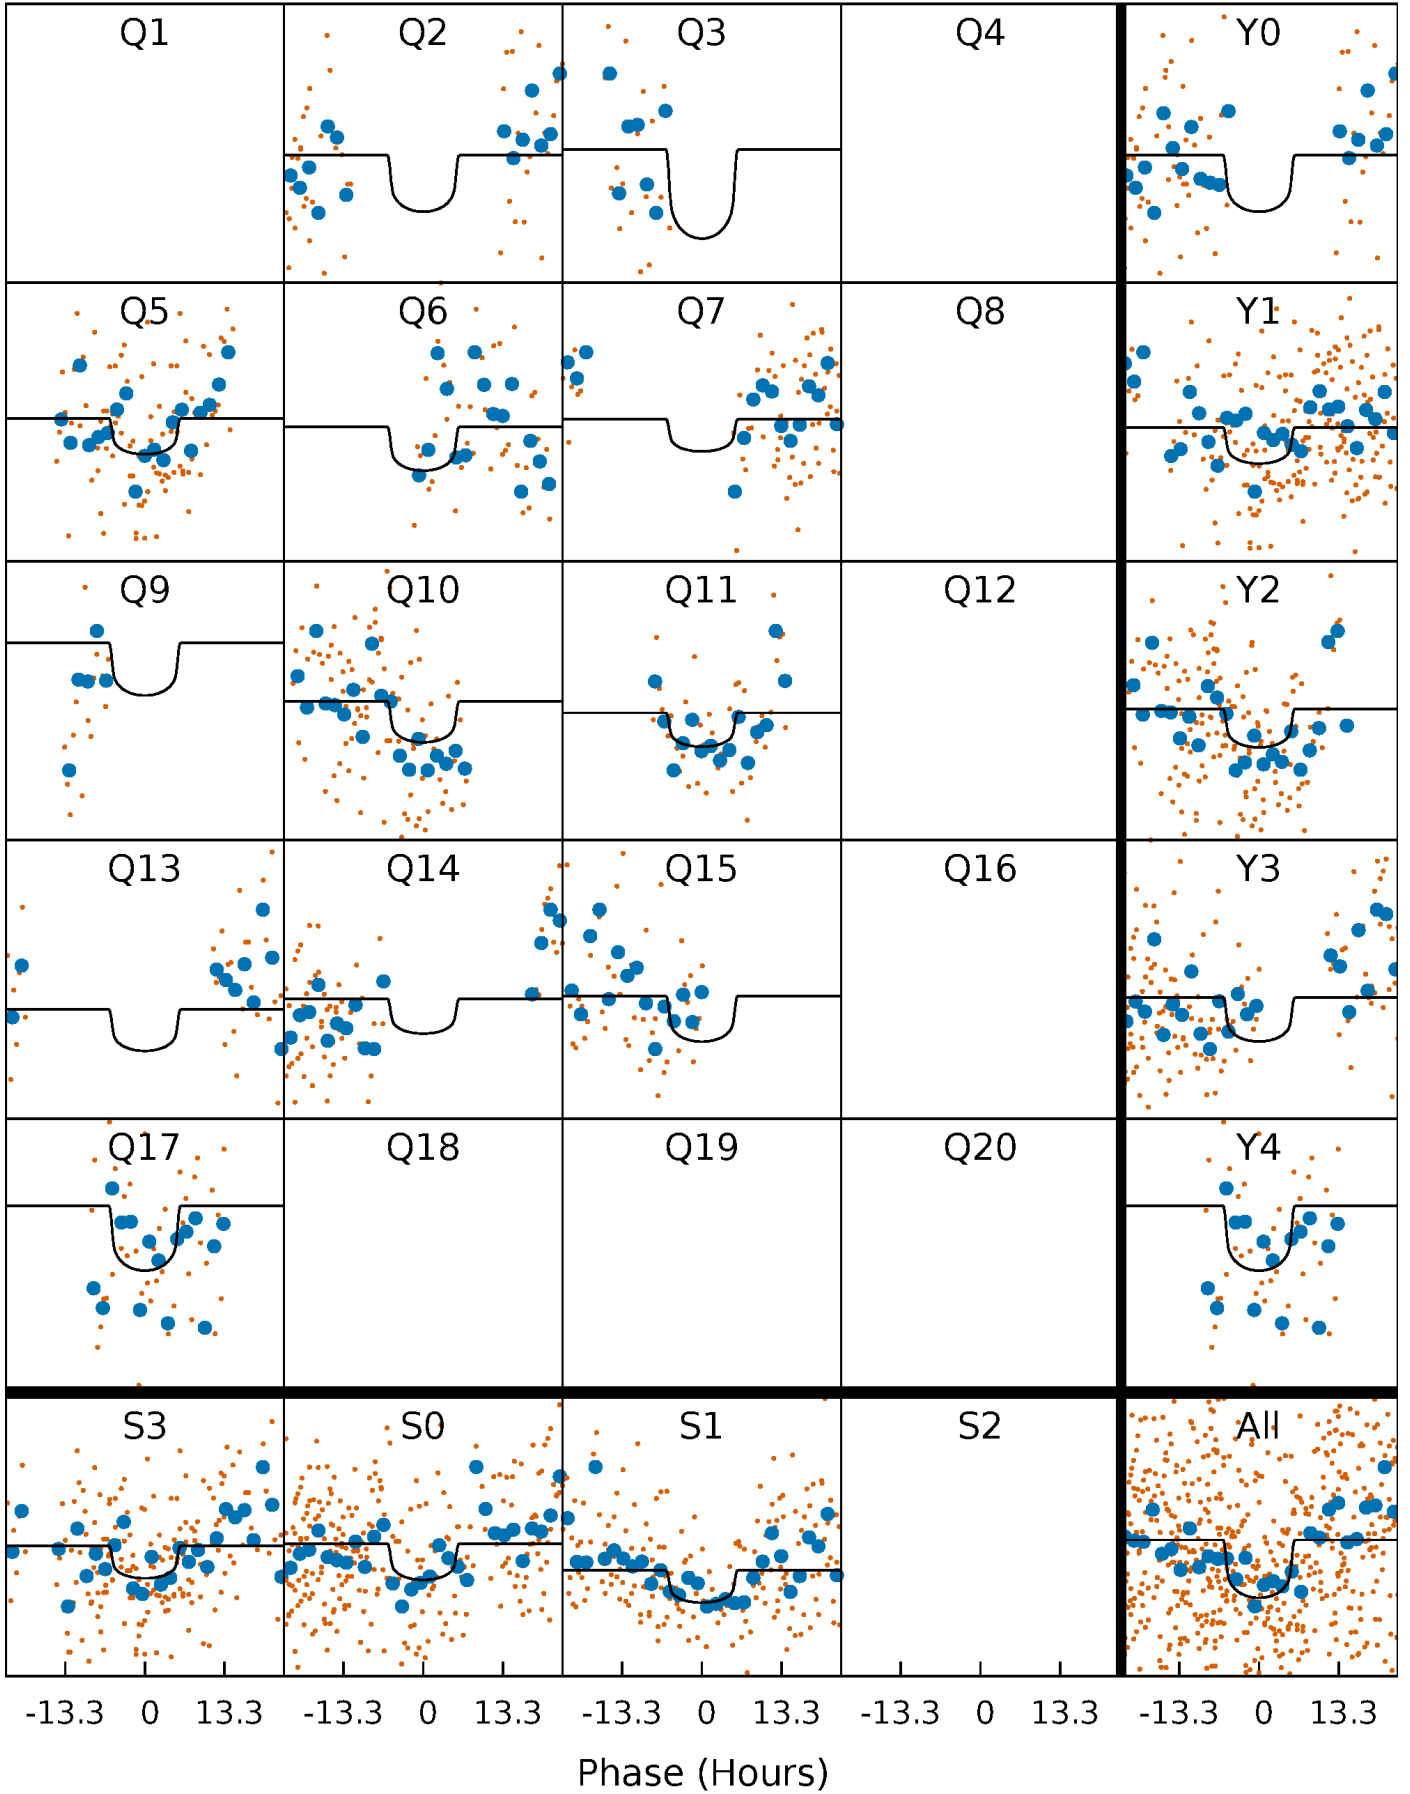 Q1 Q2 Q3 Q4 Y0
Q5 Q6 Q7 Q8 Y1
Q9 Q10 Q11 Q12 Y2
Q13 Q14 Q15 Q16 Y3
Q17 Q18 Q19 Q20 Y4
S3 S0 S1 S2 All
-13.3 0 13.3 -13.3 0 13.3 -13.3 0 13.3 -13.3 0 13.3 -13.3 0 13.3
Phase (Hours)